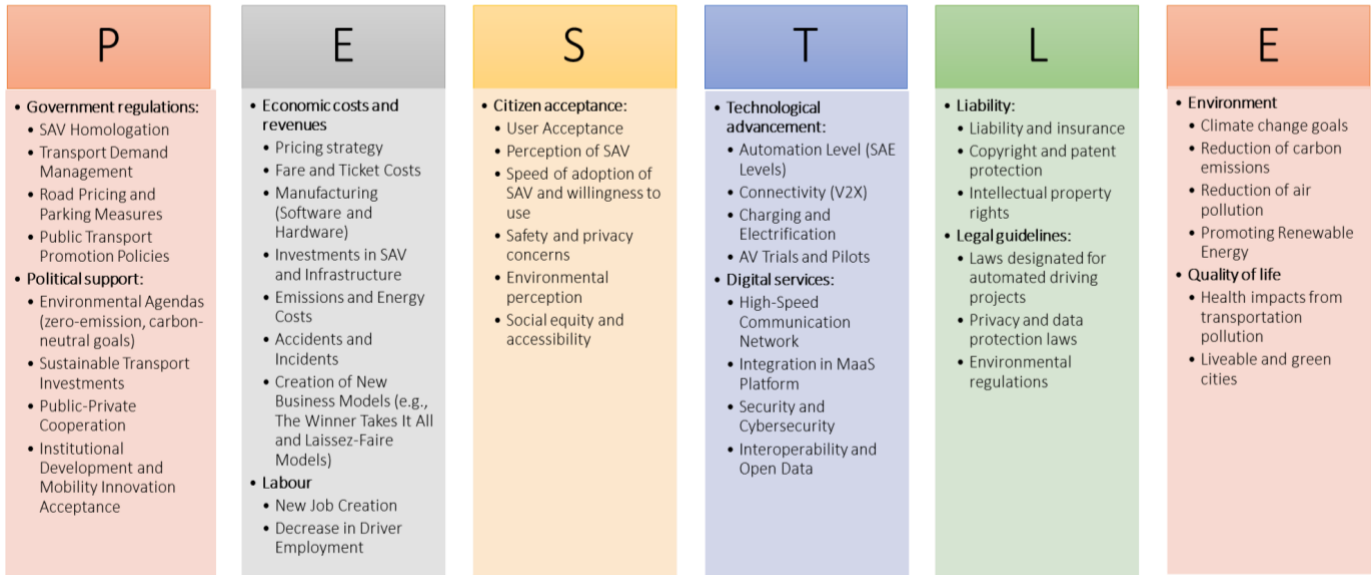 P
• Government regulations:
• SAV Homologation
• Transport Demand
Management
• Road Pricing and
Parking Measures
• Public Transport
Promotion Policies
• Political support:
• Environmental Agendas
(zero-emission, carbon-
neutral goals)
• Sustainable Transport
Investments
• Public-Private
Cooperation
• Institutional
Development and
Mobility Innovation
Acceptance
E
• Economic costs and
revenues
• Pricing strategy
• Fare and Ticket Costs
• Manufacturing
(Software and
Hardware)
• Investments in SAV
and Infrastructure
• Emissions and Energy
Costs
• Accidents and
Incidents
• Creation of New
Business Models (e.g.,
The Winner Takes It All
and Laissez-Faire
Models)
• Labour
• New Job Creation
• Decrease in Driver
Employment
S
• Citizen acceptance:
• User Acceptance
• Perception of SAV
• Speed of adoption of
SAV and willingness to
use
• Safety and privacy
concerns
• Environmental
perception
• Social equity and
accessibility
T
• Technological
advancement:
• Automation Level (SAE
Levels)
• Connectivity (V2X)
• Charging and
Electrification
• AV Trials and Pilots
• Digital services:
• High-Speed
Communication
Network
• Integration in MaaS
Platform
• Security and
Cybersecurity
• Interoperability and
Open Data
L
• Liability:
• Liability and insurance
• Copyright and patent
protection
• Intellectual property
rights
• Legal guidelines:
• Laws designated for
automated driving
projects
• Privacy and data
protection laws
• Environmental
regulations
E
• Environment
• Climate change goals
• Reduction of carbon
emissions
• Reduction of air
pollution
• Promoting Renewable
Energy
• Quality of life
• Health impacts from
transportation
pollution
• Liveable and green
cities